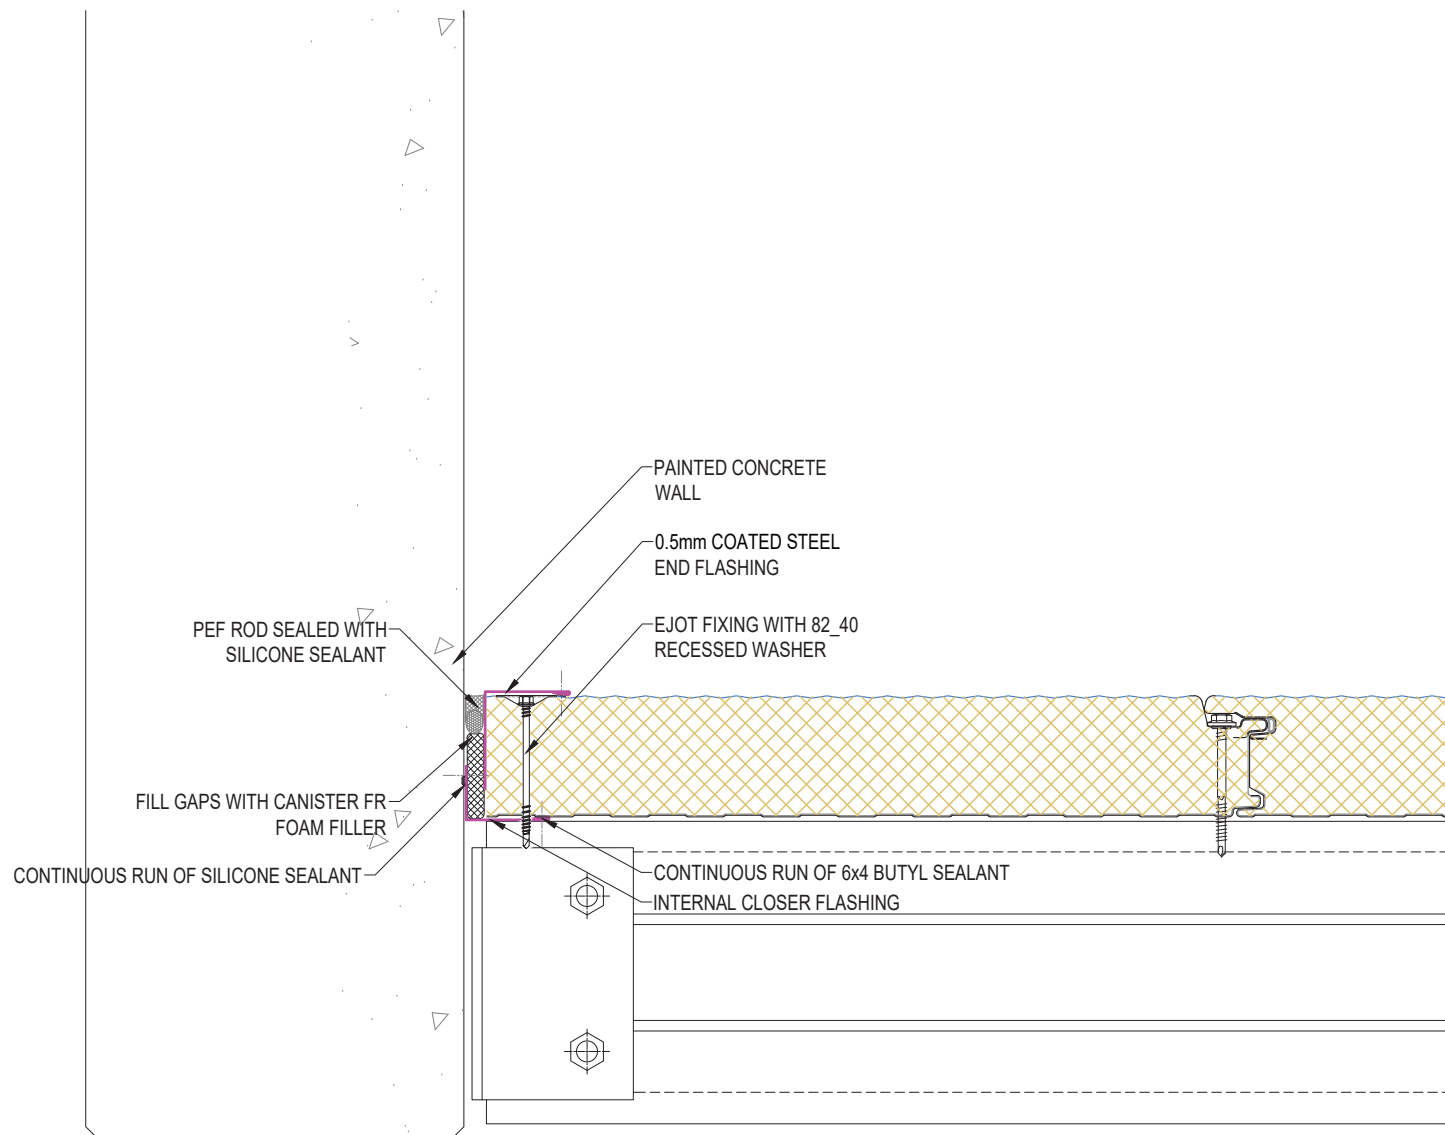 PAINTED CONCRETE
WALL
0.5mm COATED STEEL
END FLASHING
PEF ROD SEALED WITH
SILICONE SEALANT
EJOT FIXING WITH 82_40
RECESSED WASHER
FILL GAPS WITH CANISTER FR
FOAM FILLER
CONTINUOUS RUN OF SILICONE SEALANT
CONTINUOUS RUN OF 6x4 BUTYL SEALANT
INTERNAL CLOSER FLASHING